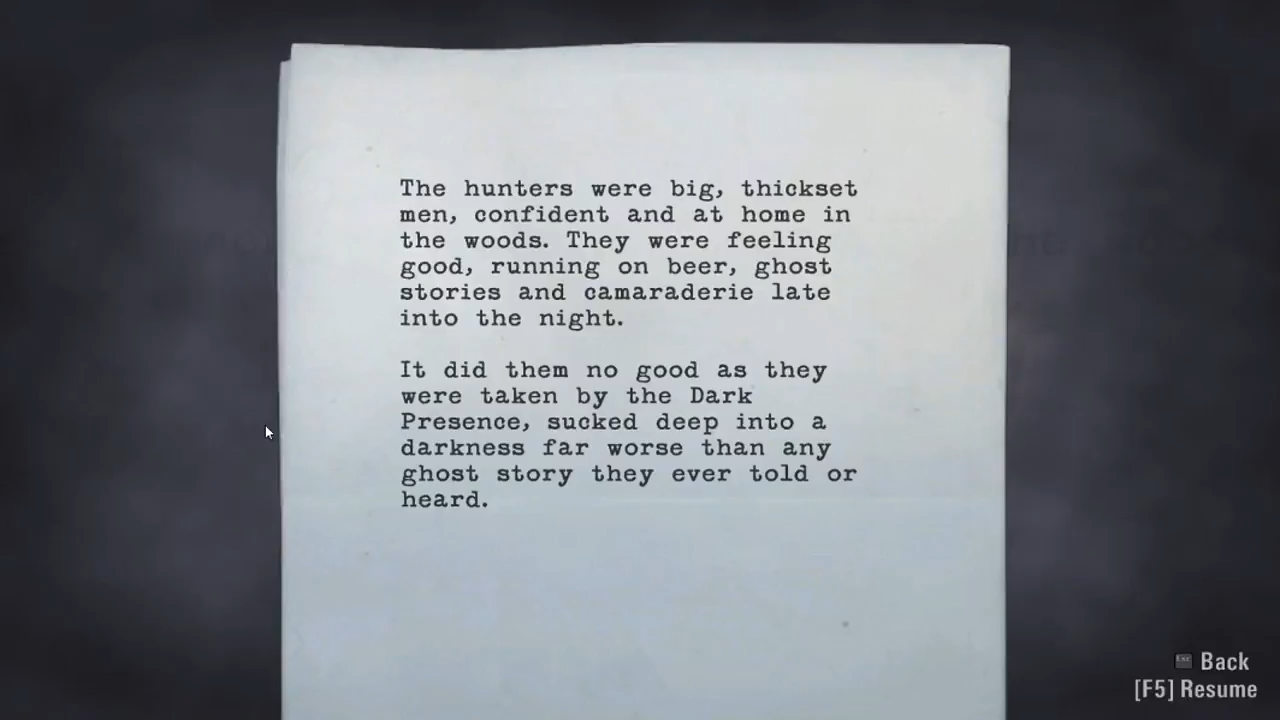 The hunters were big, thickset
men, confident and at home in
the woods. They were feeling
good, running on beer, ghost
stories and camaraderie late
into the night.
It did them no good as they
were taken by the Dark
Presence, sucked deep into a
darkness far worse than any
ghost story they ever told or
heard.
Esc Back
[F5] Resume